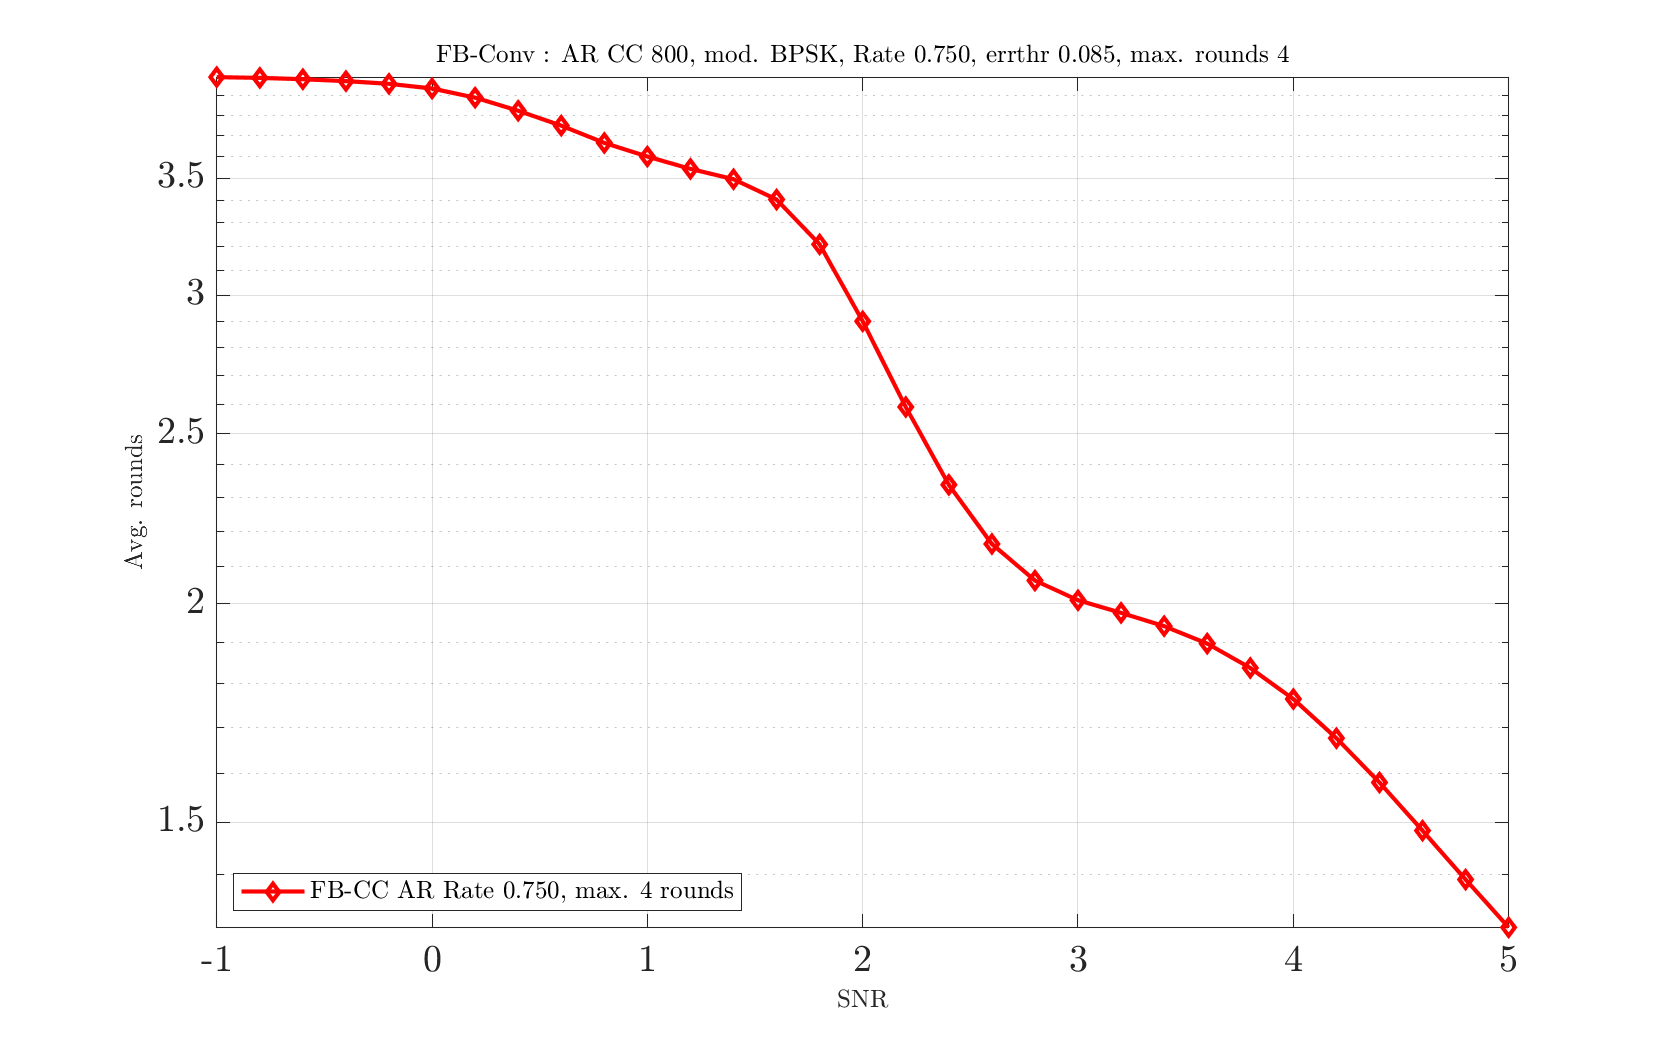 FB-Conv : AR CC 800, mod. BPSK, Rate 0.750, errthr 0.085, max. rounds 4
Avg. rounds
3.5
3
2.5
2
1.5
FB-CC AR Rate 0.750, max. 4 rounds
-1 0 1 2 3 4 5
SNR